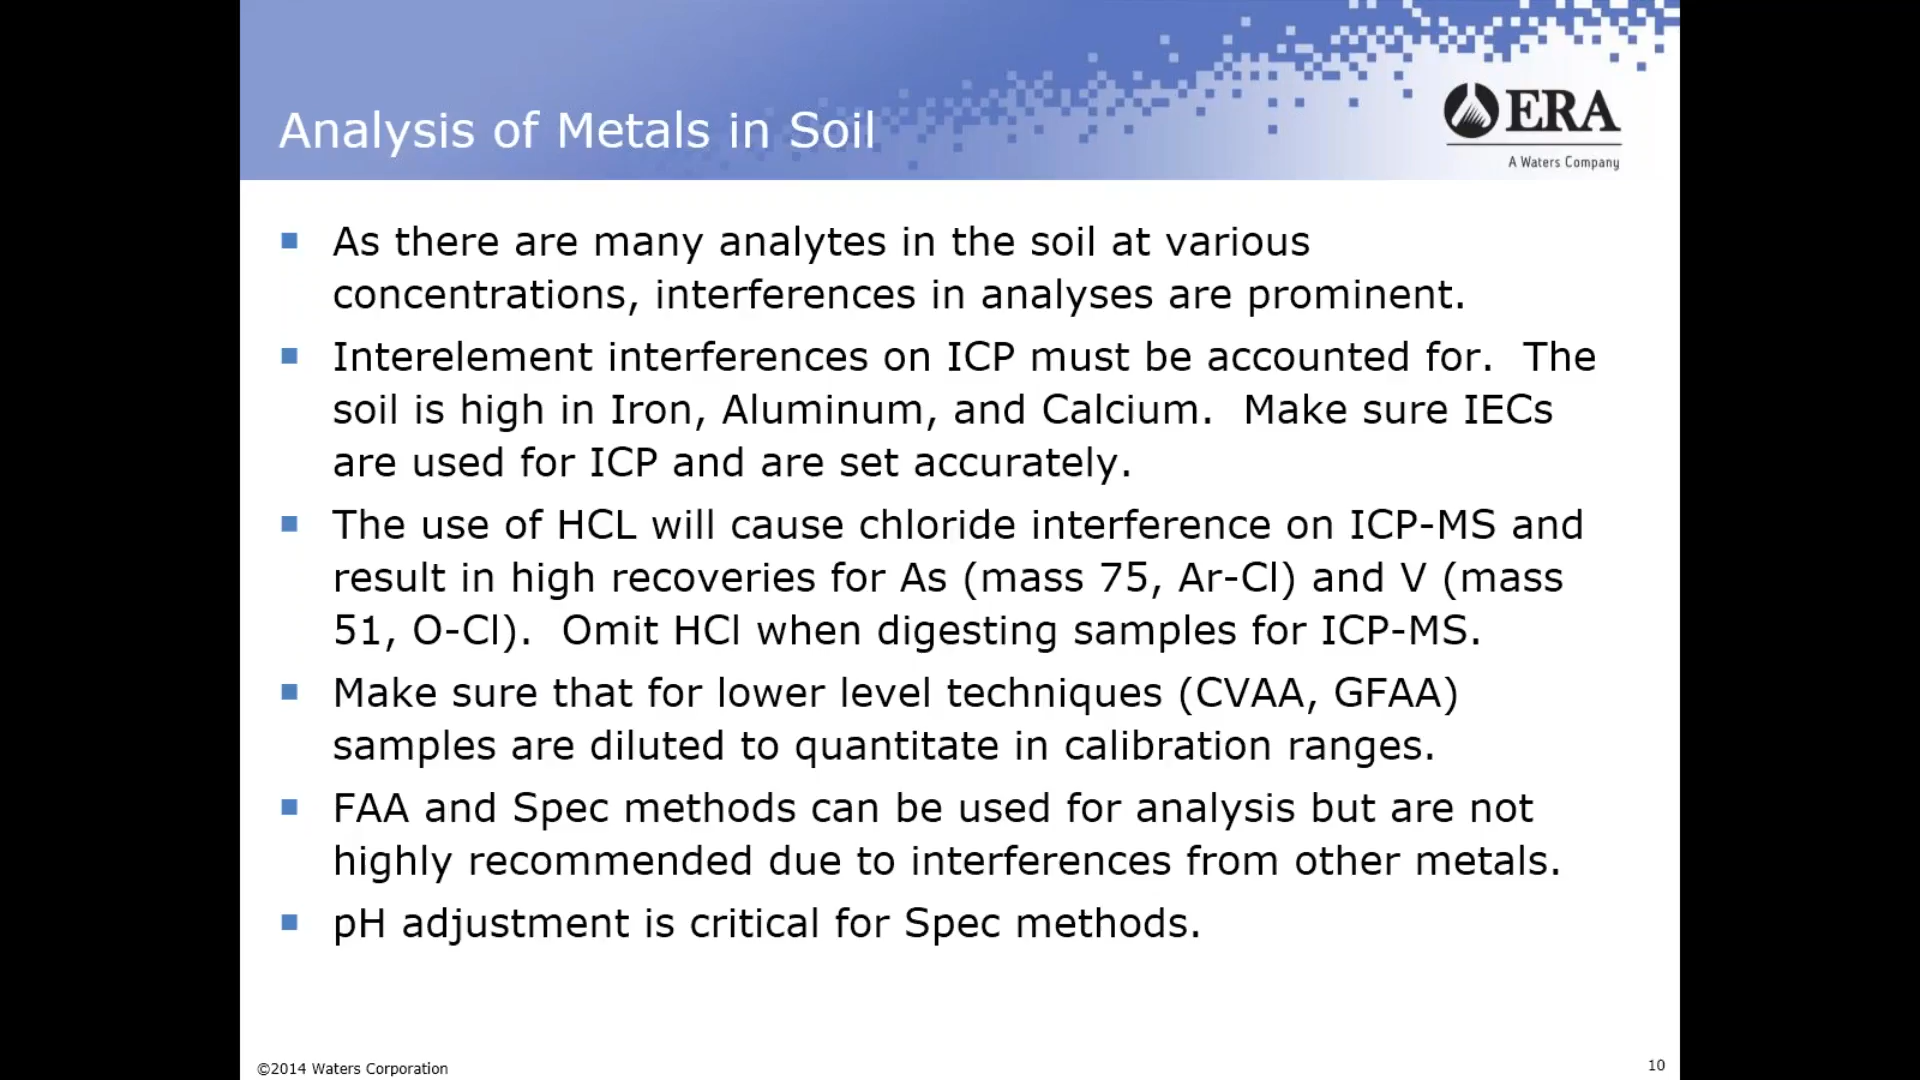 Analysis of Metals in Soil
ERA
A Waters Company
As there are many analytes in the soil at various
concentrations, interferences in analyses are prominent.
Interelement interferences on ICP must be accounted for.  The
soil is high in Iron, Aluminum, and Calcium.  Make sure IECs
are used for ICP and are set accurately.
The use of HCL will cause chloride interference on ICP-MS and
result in high recoveries for As (mass 75, Ar-Cl) and V (mass
51, O-Cl).  Omit HCl when digesting samples for ICP-MS.
Make sure that for lower level techniques (CVAA, GFAA)
samples are diluted to quantitate in calibration ranges.
FAA and Spec methods can be used for analysis but are not
highly recommended due to interferences from other metals.
pH adjustment is critical for Spec methods.
©2014 Waters Corporation
10